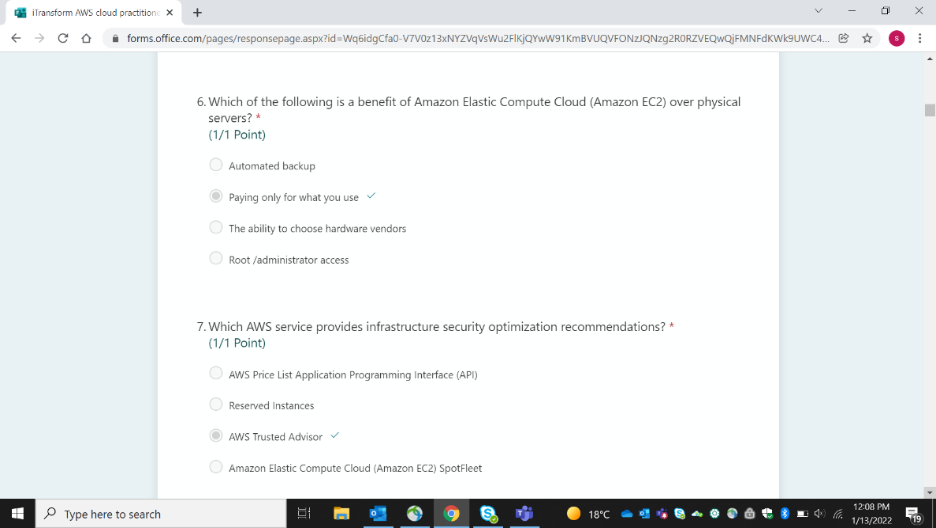 iTransform AWS cloud practitione
forms.office.com/pages/responsepage.aspx?id=Wq6idgCfa0-V7V0z13xNYZVqVsWu2FlKjQYwW91KmBVUQVFONzJQNzg2R0RZVEQwQjFMNFdKWk9UWC4...
s
6. Which of the following is a benefit of Amazon Elastic Compute Cloud (Amazon EC2) over physical
servers? *
(1/1 Point)
Automated backup
Paying only for what you use
The ability to choose hardware vendors
Root /administrator access
7. Which AWS service provides infrastructure security optimization recommendations? *
(1/1 Point)
AWS Price List Application Programming Interface (API)
Reserved Instances
AWS Trusted Advisor
Amazon Elastic Compute Cloud (Amazon EC2) SpotFleet
Type here to search
18°C
12:08 PM
1/13/2022
19